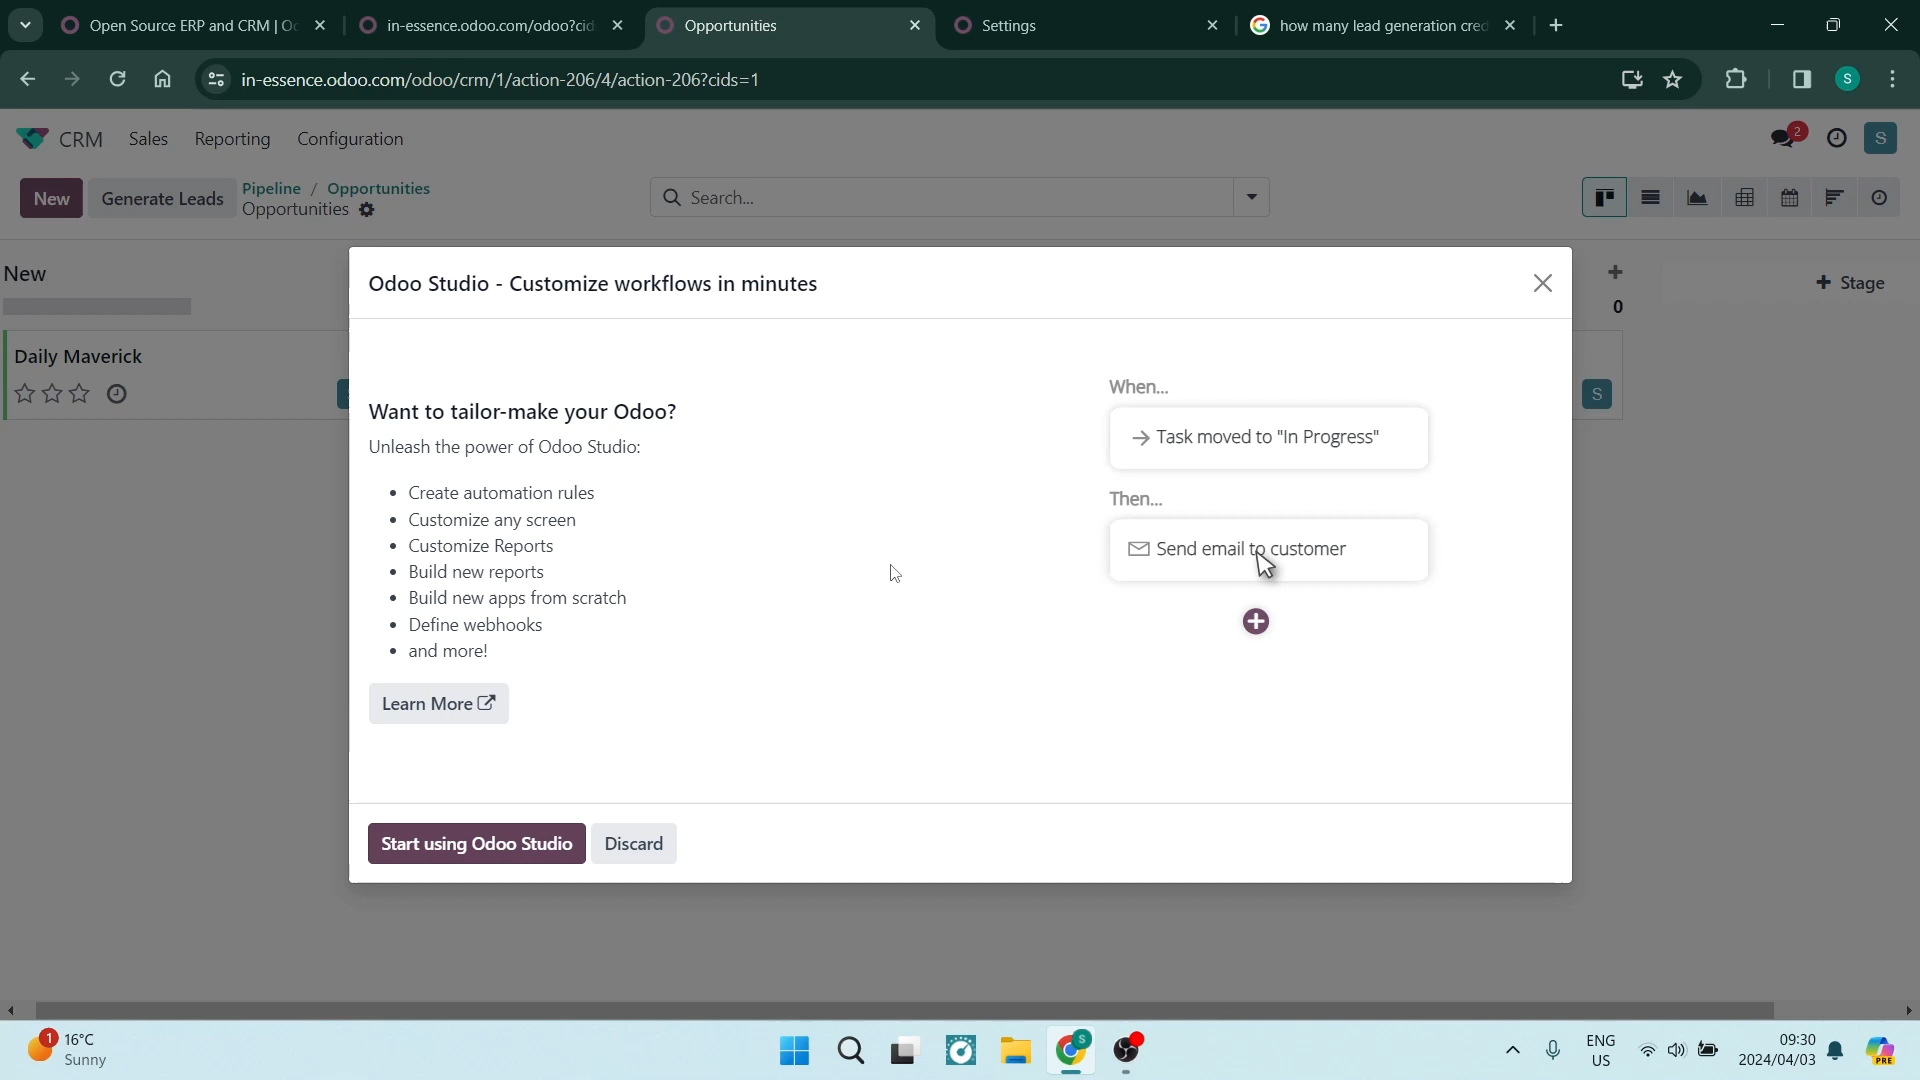 Open Source ERP and CRM | Oc
in-essence.odoo.com/odoo?cid
Opportunities
Settings
how many lead generation cred
in-essence.odoo.com/odoo/crm/1/action-206/4/action-206?cids=1
S
CRM
Sales
Reporting
Configuration
2
S
New
Generate Leads
Pipeline / Opportunities
Opportunities
Search...
New
0
+ Stage
Daily Maverick
S
Odoo Studio - Customize workflows in minutes
Want to tailor-make your Odoo?
Unleash the power of Odoo Studio:
• Create automation rules
• Customize any screen
• Customize Reports
• Build new reports
• Build new apps from scratch
• Define webhooks
• and more!
Learn More
When...
→ Task moved to "In Progress"
Then...
Send email to customer
Start using Odoo Studio
Discard
1
16°C
Sunny
S
ENG
US
09:30
2024/04/03
PRE